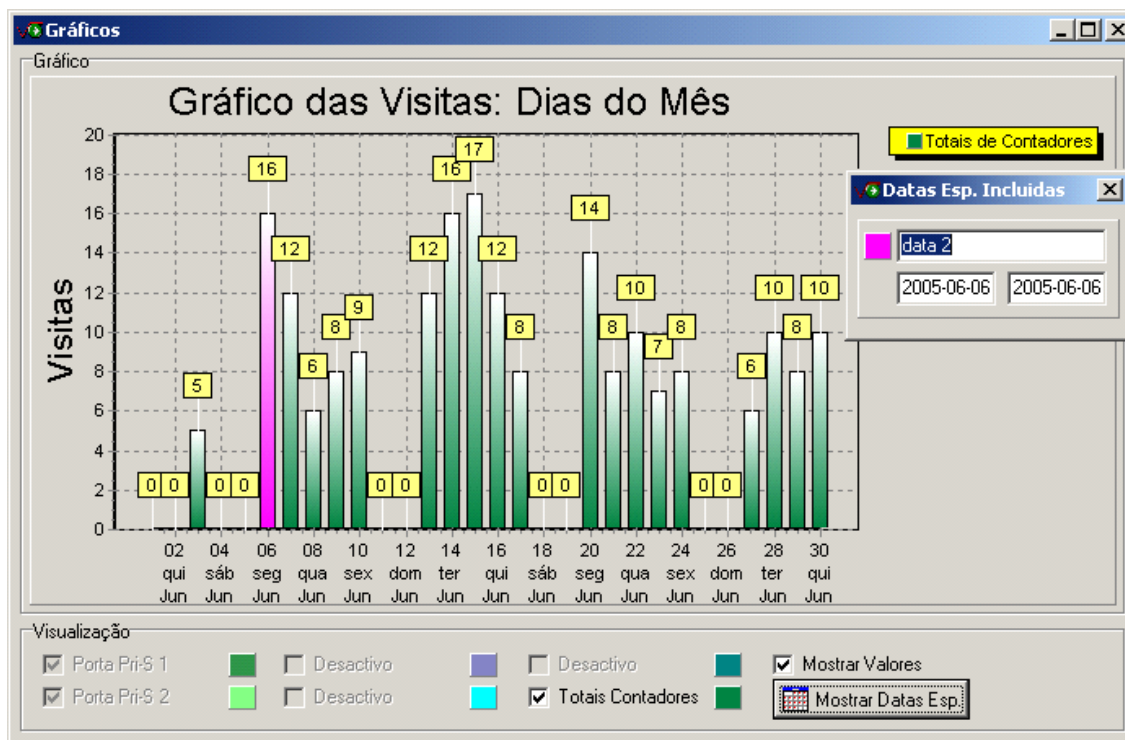 Gráficos
Gráfico
Gráfico das Visitas: Dias do Mês
Totais de Contadores
Datas Esp. Incluidas
data 2
2005-06-06 2005-06-06
Visitas
20
18
16
14
12
10
8
6
4
2
0
0 0 5 0 0 16 12 6 8 9 0 0 12 16 17 12 8 0 0 14 8 10 7 8 0 0 6 10 8 10
02 04 06 08 10 12 14 16 18 20 22 24 26 28 30
qui sáb seg qua sex dom ter qui sáb seg qua sex dom ter qui
Jun Jun Jun Jun Jun Jun Jun Jun Jun Jun Jun Jun Jun Jun Jun
Visualização
Porta Pri-S 1 Desactivo Desactivo Mostrar Valores
Porta Pri-S 2 Desactivo Totais Contadores Mostrar Datas Esp.